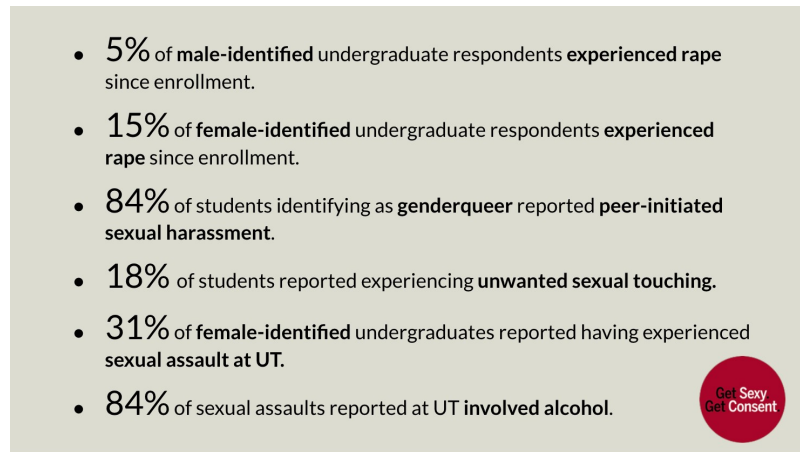 • 5% of male-identified undergraduate respondents experienced rape
since enrollment.
• 15% of female-identified undergraduate respondents experienced
rape since enrollment.
• 84% of students identifying as genderqueer reported peer-initiated
sexual harassment.
• 18% of students reported experiencing unwanted sexual touching.
• 31% of female-identified undergraduates reported having experienced
sexual assault at UT.
• 84% of sexual assaults reported at UT involved alcohol.
Get Sexy
Get Consent